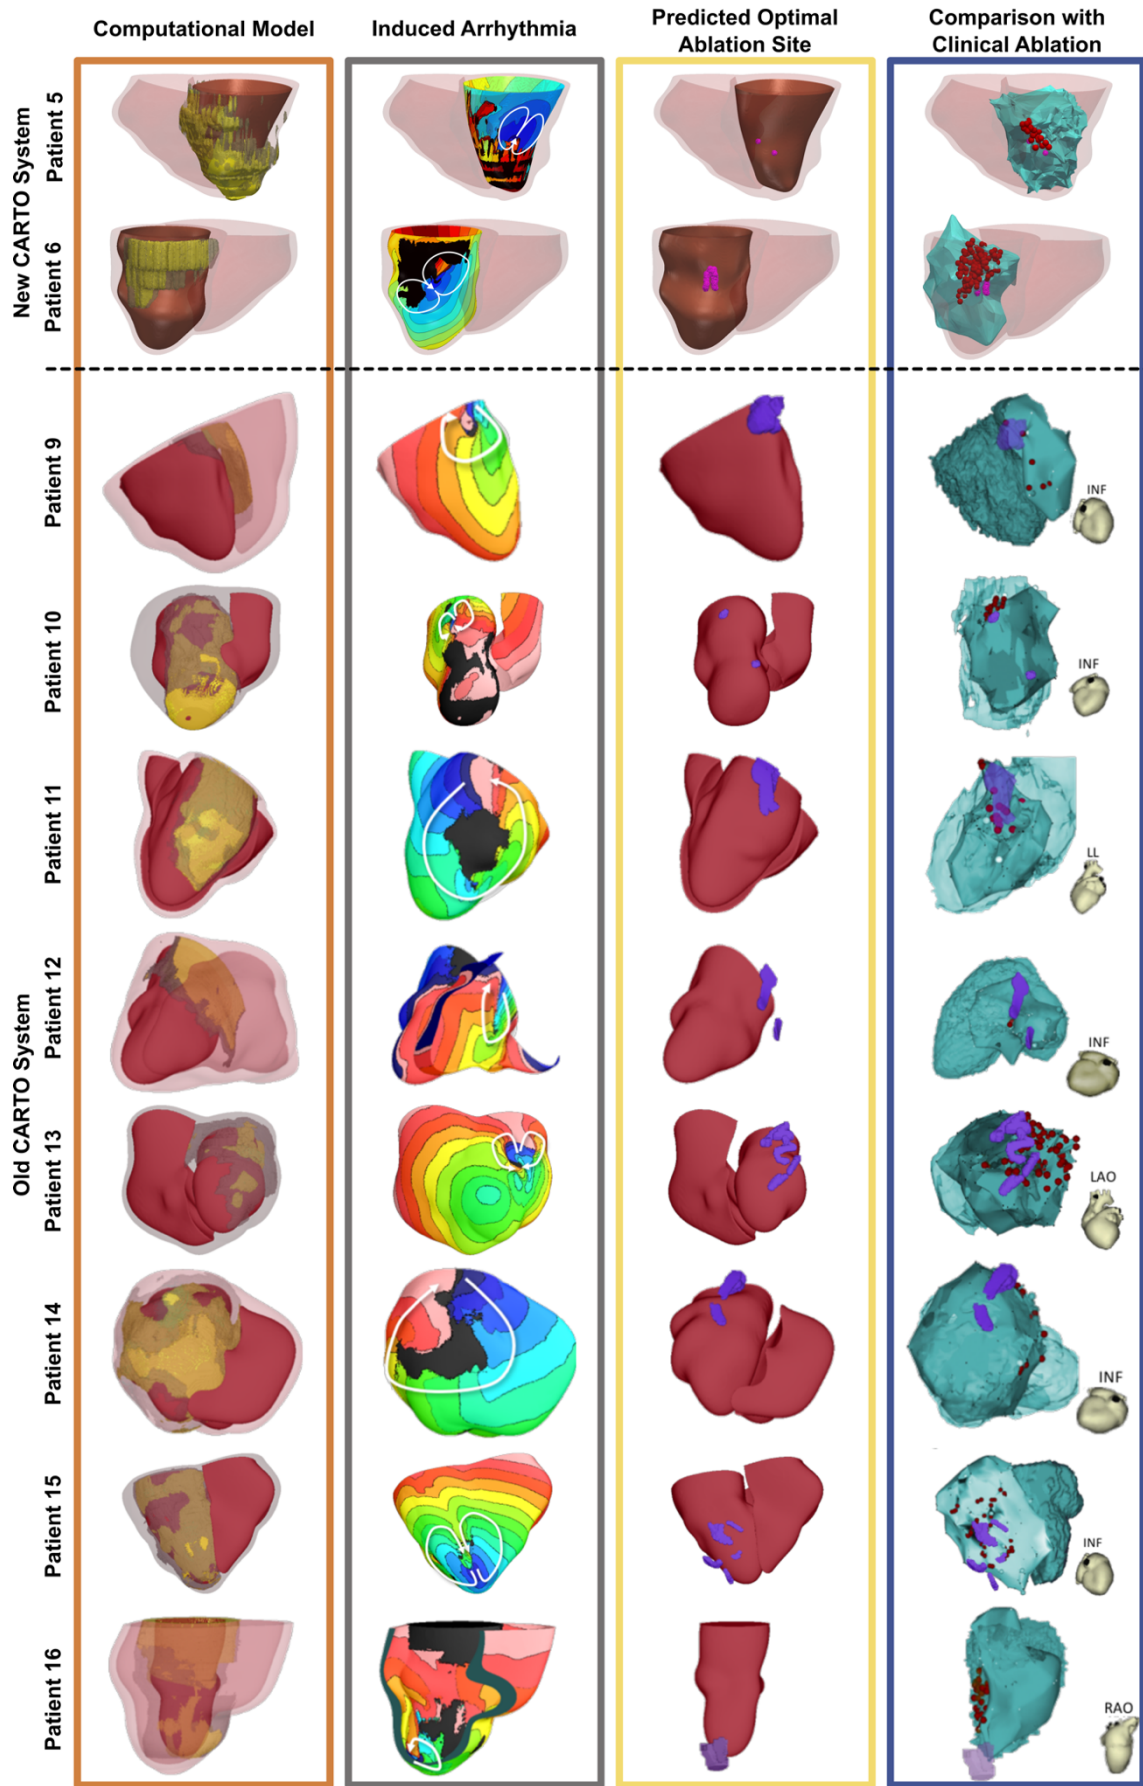 Computational Model
Induced Arrhythmia
Predicted Optimal
Ablation Site
Comparison with
Clinical Ablation
New CARTO System
Patient 5
Patient 6
Old CARTO System
Patient 9
INF
Patient 10
INF
Patient 11
LL
Patient 12
INF
Patient 13
LAO
Patient 14
INF
Patient 15
INF
Patient 16
RAO